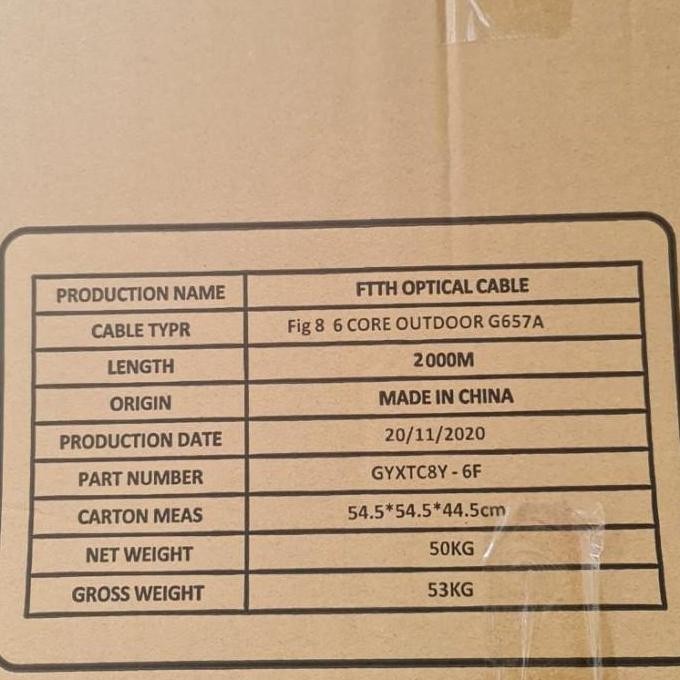 PRODUCTION NAME FTTH OPTICAL CABLE
CABLE TYPR Fig 8 6 CORE OUTDOOR G657A
LENGTH 2000M
ORIGIN MADE IN CHINA
PRODUCTION DATE 20/11/2020
PART NUMBER GYXTC8Y - 6F
CARTON MEAS 54.5*54.5*44.5cm
NET WEIGHT 50KG
GROSS WEIGHT 53KG